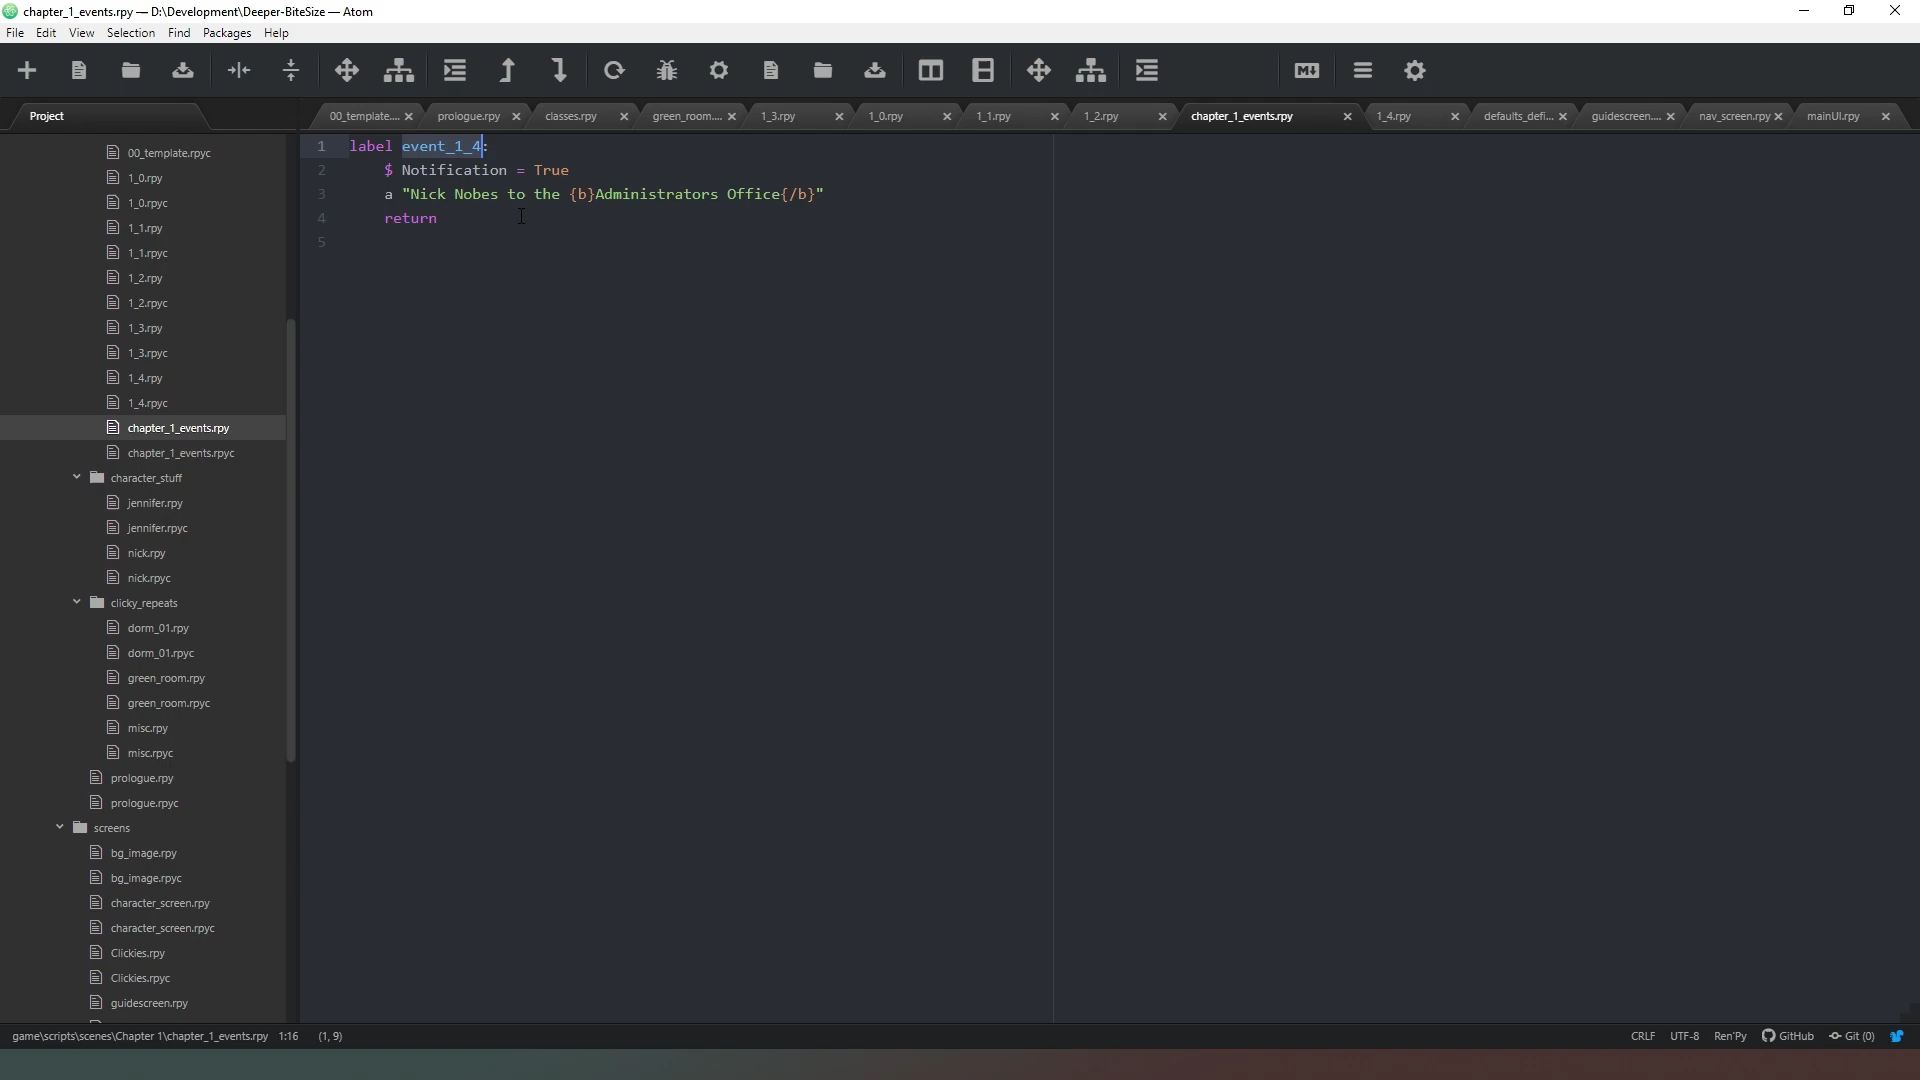 chapter_1_events.rpy — D:\Development\Deeper-BiteSize — Atom
File Edit View Selection Find Packages Help
Project
00_template....
prologue.rpy
classes.rpy
green_room....
1_3.rpy
1_0.rpy
1_1.rpy
1_2.rpy
chapter_1_events.rpy
1_4.rpy
defaults_defi...
guidescreen....
nav_screen.rpy
mainUI.rpy
00_template.rpyc
1_0.rpy
1_0.rpyc
1_1.rpy
1_1.rpyc
1_2.rpy
1_2.rpyc
1_3.rpy
1_3.rpyc
1_4.rpy
1_4.rpyc
chapter_1_events.rpy
chapter_1_events.rpyc
character_stuff
jennifer.rpy
jennifer.rpyc
nick.rpy
nick.rpyc
clicky_repeats
dorm_01.rpy
dorm_01.rpyc
green_room.rpy
green_room.rpyc
misc.rpy
misc.rpyc
prologue.rpy
prologue.rpyc
screens
bg_image.rpy
bg_image.rpyc
character_screen.rpy
character_screen.rpyc
Clickies.rpy
Clickies.rpyc
guidescreen.rpy
1 label event_1_4:
2 $ Notification = True
3 a "Nick Nobes to the {b}Administrators Office{/b}"
4 return
5
game\scripts\scenes\Chapter 1\chapter_1_events.rpy 1:16 (1, 9)
CRLF UTF-8 Ren'Py GitHub Git (0)